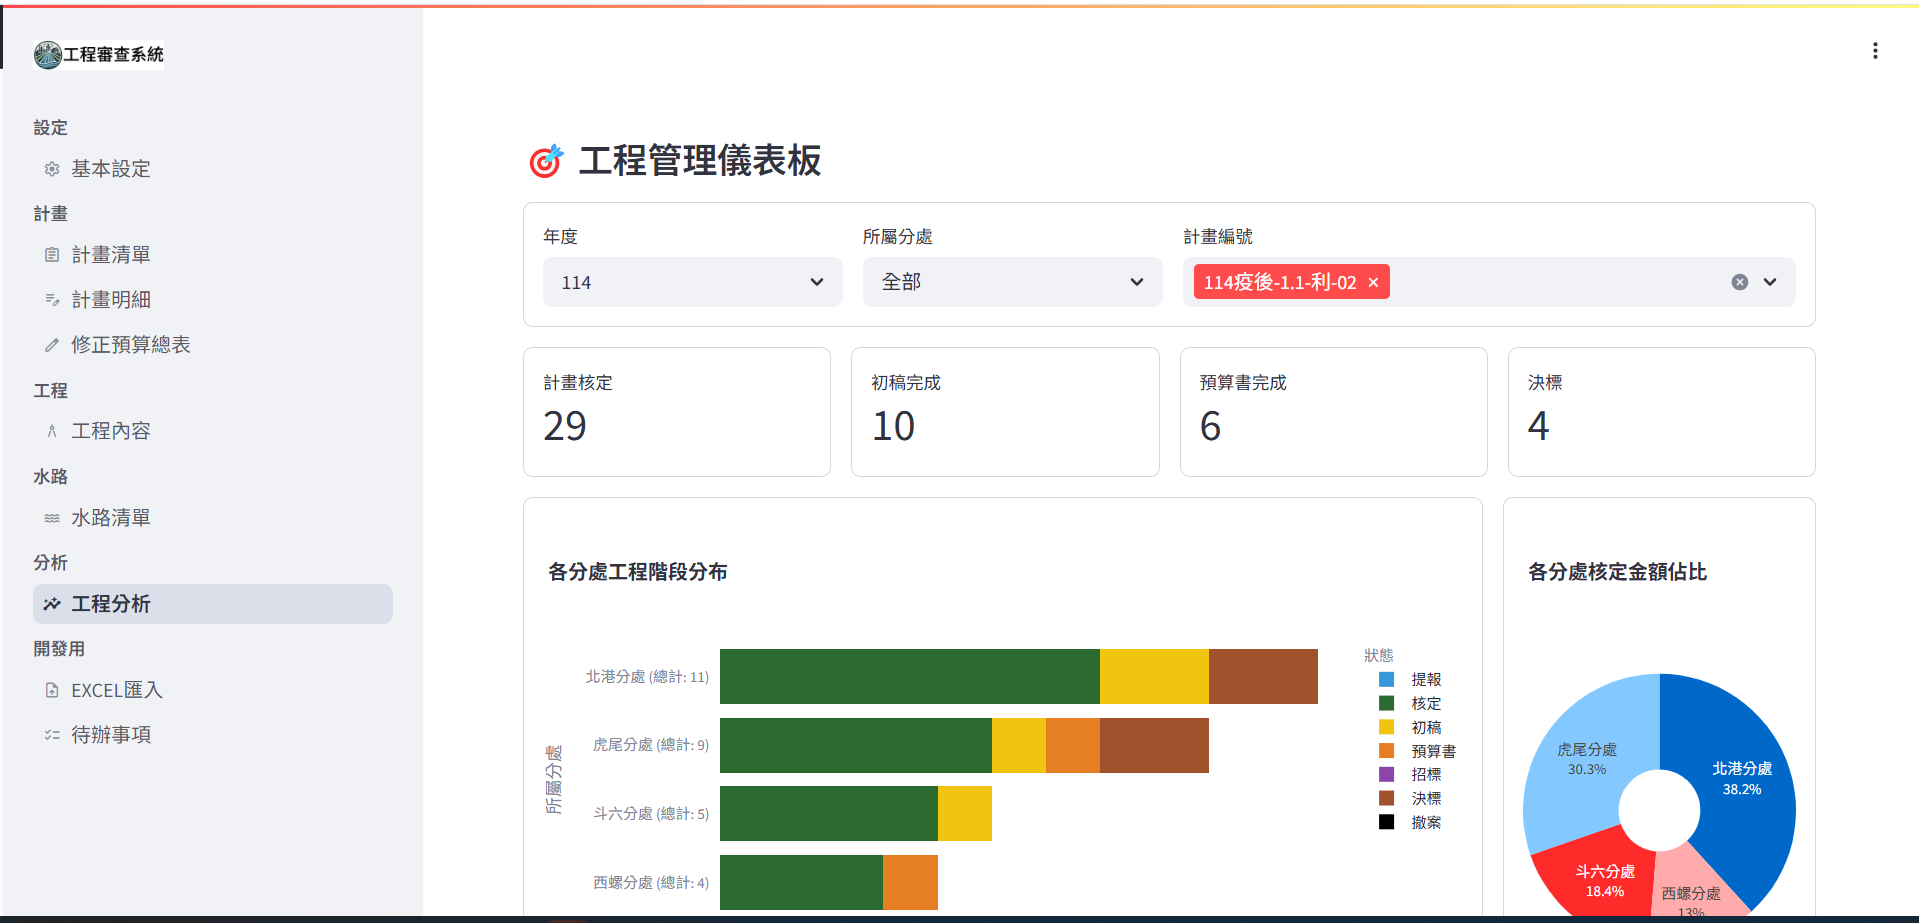 工程審查系統
設定
基本設定
計畫
計畫清單
計畫明細
修正預算總表
工程
工程內容
水路
水路清單
分析
工程分析
開發用
EXCEL匯入
待辦事項
工程管理儀表板
年度
114
所屬分處
全部
計畫編號
114疫後-1.1-利-02
計畫核定
29
初稿完成
10
預算書完成
6
決標
4
各分處工程階段分布
所屬分處
北港分處 (總計: 11)
虎尾分處 (總計: 9)
斗六分處 (總計: 5)
西螺分處 (總計: 4)
狀態
提報
核定
初稿
預算書
招標
決標
撤案
各分處核定金額佔比
虎尾分處
30.3%
北港分處
38.2%
斗六分處
18.4%
西螺分處
13%